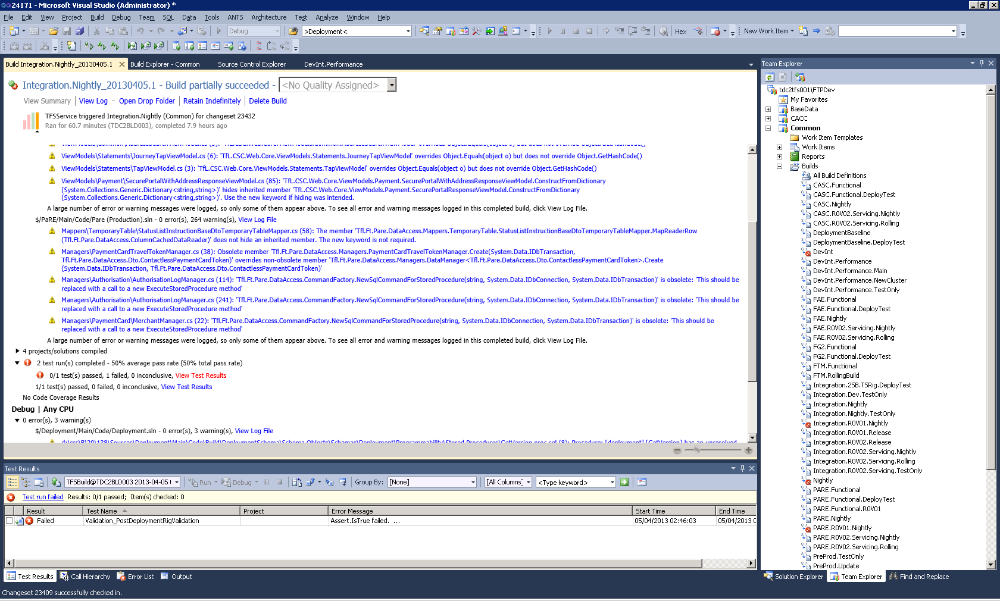 24171 - Microsoft Visual Studio (Administrator) *
File Edit View Project Build Debug Team SQL Data Tools ANTS Architecture Test Analyze Window Help
Debug >Deployment< Hex New Work Item
Build Integration.Nightly_20130405.1 Build Explorer - Common Source Control Explorer DevInt.Performance
Integration.Nightly_20130405.1 - Build partially succeeded - <No Quality Assigned>
View Summary | View Log - Open Drop Folder | Retain Indefinitely | Delete Build
TFSService triggered Integration.Nightly (Common) for changeset 23432
Ran for 60.7 minutes (TDC2BLD003), completed 7.9 hours ago
ViewModels\Statements\JourneyTapViewModel.cs (6): 'TfL.CSC.Web.Core.ViewModels.Statements.JourneyTapViewModel' overrides Object.Equals(object o) but does not override Object.GetHashCode()
ViewModels\Statements\TapViewModel.cs (3): 'TfL.CSC.Web.Core.ViewModels.Statements.TapViewModel' overrides Object.Equals(object o) but does not override Object.GetHashCode()
ViewModels\Payment\SecurePortalWithAddressResponseViewModel.cs (85): 'TfL.CSC.Web.Core.ViewModels.Payment.SecurePortalWithAddressResponseViewModel.ConstructFromDictionary
(System.Collections.Generic.Dictionary<string,string>)' hides inherited member 'TfL.CSC.Web.Core.ViewModels.Payment.SecurePortalResponseViewModel.ConstructFromDictionary
(System.Collections.Generic.Dictionary<string,string>)'. Use the new keyword if hiding was intended.
A large number of error or warning messages were logged, so only some of them appear above. To see all error and warning messages logged in this completed build, click View Log File.
$/PaRE/Main/Code/Pare (Production).sln - 0 error(s), 264 warning(s), View Log File
Mappers\TemporaryTable\StatusListInstructionBaseDtoTemporaryTableMapper.cs (58): The member 'Tfl.Ft.Pare.DataAccess.Mappers.TemporaryTable.StatusListInstructionBaseDtoTemporaryTableMapper.MapReaderRow
(Tfl.Ft.Pare.DataAccess.ColumnCachedDataReader)' does not hide an inherited member. The new keyword is not required.
Managers\PaymentCardTravelTokenManager.cs (38): Obsolete member 'Tfl.Ft.Pare.DataAccess.Managers.PaymentCardTravelTokenManager.Create(System.Data.IDbTransaction,
Tfl.Ft.Pare.DataAccess.Dto.ContactlessPaymentCardToken)' overrides non-obsolete member 'Tfl.Ft.Pare.DataAccess.Managers.DataManager<Tfl.Ft.Pare.DataAccess.Dto.ContactlessPaymentCardToken>.Create
(System.Data.IDbTransaction, Tfl.Ft.Pare.DataAccess.Dto.ContactlessPaymentCardToken)'
Managers\Authorisation\AuthorisationLogManager.cs (114): 'Tfl.Ft.Pare.DataAccess.CommandFactory.NewSqlCommandForStoredProcedure(string, System.Data.IDbConnection, System.Data.IDbTransaction)' is obsolete: 'This should be
replaced with a call to a new ExecuteStoredProcedure method'
Managers\Authorisation\AuthorisationLogManager.cs (241): 'Tfl.Ft.Pare.DataAccess.CommandFactory.NewSqlCommandForStoredProcedure(string, System.Data.IDbConnection, System.Data.IDbTransaction)' is obsolete: 'This should be
replaced with a call to a new ExecuteStoredProcedure method'
Managers\PaymentCard\MerchantManager.cs (22): 'Tfl.Ft.Pare.DataAccess.CommandFactory.NewSqlCommandForStoredProcedure(string, System.Data.IDbConnection, System.Data.IDbTransaction)' is obsolete: 'This should be
replaced with a call to a new ExecuteStoredProcedure method'
A large number of error or warning messages were logged, so only some of them appear above. To see all error and warning messages logged in this completed build, click View Log File.
4 projects/solutions compiled
2 test run(s) completed - 50% average pass rate (50% total pass rate)
0/1 test(s) passed, 1 failed, 0 inconclusive, View Test Results
1/1 test(s) passed, 0 failed, 0 inconclusive, View Test Results
No Code Coverage Results
Debug | Any CPU
0 error(s), 3 warning(s)
$/Deployment/Main/Code/Deployment.sln - 0 error(s), 3 warning(s), View Log File
Test Results
TFSBuild@TDC2BLD003 2013-04-05 Run Debug Group By: [None] [All Columns] <Type keyword>
Test run failed Results: 0/1 passed; Item(s) checked: 0
Result Test Name Project Error Message Start Time End Time
Failed Validation_PostDeploymentRigValidation Assert.IsTrue failed. ... 05/04/2013 02:46:03 05/04/2013
Test Results Call Hierarchy Error List Output
Changeset 23409 successfully checked in.
Team Explorer
tdc2tfs001\FTPDev
My Favorites
BaseData
CACC
Common
Work Item Templates
Work Items
Reports
Builds
All Build Definitions
CASC.Functional
CASC.Functional.DeployTest
CASC.Nightly
CASC.R0V02.Servicing.Nightly
CASC.R0V02.Servicing.Rolling
DeploymentBaseline
DeploymentBaseline.DeployTest
DevInt
DevInt.Performance
DevInt.Performance.Main
DevInt.Performance.NewCluster
DevInt.Performance.TestOnly
FAE.Functional
FAE.Functional.DeployTest
FAE.Nightly
FAE.R0V02.Servicing.Nightly
FAE.R0V02.Servicing.Rolling
FG2.Functional
FG2.Functional.DeployTest
FTM.Functional
FTM.RollingBuild
Integration.2SB.TSRig.DeployTest
Integration.Dev.TestOnly
Integration.Nightly
Integration.Nightly.TestOnly
Integration.R0V01.Nightly
Integration.R0V01.Release
Integration.R0V02.Release
Integration.R0V02.Servicing.Nightly
Integration.R0V02.Servicing.Rolling
Integration.R0V02.Servicing.TestOnly
Nightly
PARE.Functional
PARE.Functional.DeployTest
PARE.Functional.R0V01
PARE.Nightly
PARE.R0V01.Nightly
PARE.R0V02.Servicing.Nightly
PARE.R0V02.Servicing.Rolling
PreProd.TestOnly
PreProd.Update
Solution Explorer Team Explorer Find and Replace